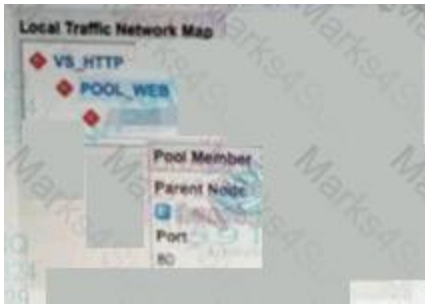 Local Traffic Network Map
VS_HTTP
POOL_WEB
Pool Member
Parent Node
Port
80